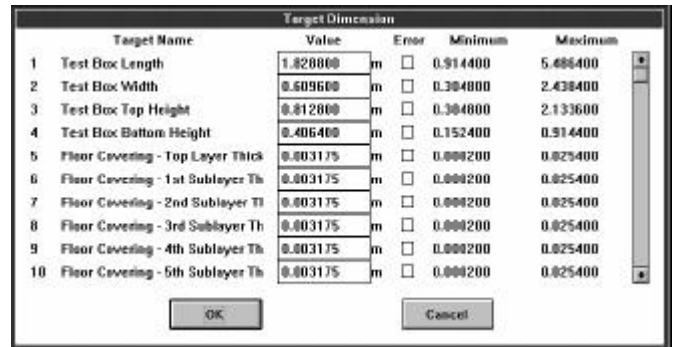 Target Dimension
Target Name Value Error Minimum Maximum
1 Test Box Length 1.828800 m 0.914400 5.486400
2 Test Box Width 0.609600 m 0.304800 2.438400
3 Test Box Top Height 0.812800 m 0.304800 2.133600
4 Test Box Bottom Height 0.406400 m 0.152400 0.914400
5 Floor Covering - Top Layer Thick 0.003175 m 0.000200 0.025400
6 Floor Covering - 1st Sublayer Th 0.003175 m 0.000200 0.025400
7 Floor Covering - 2nd Sublayer Tl 0.003175 m 0.000200 0.025400
8 Floor Covering - 3rd Sublayer Th 0.003175 m 0.000200 0.025400
9 Floor Covering - 4th Sublayer Th 0.003175 m 0.000200 0.025400
10 Floor Covering - 5th Sublayer Th 0.003175 m 0.000200 0.025400
OK Cancel